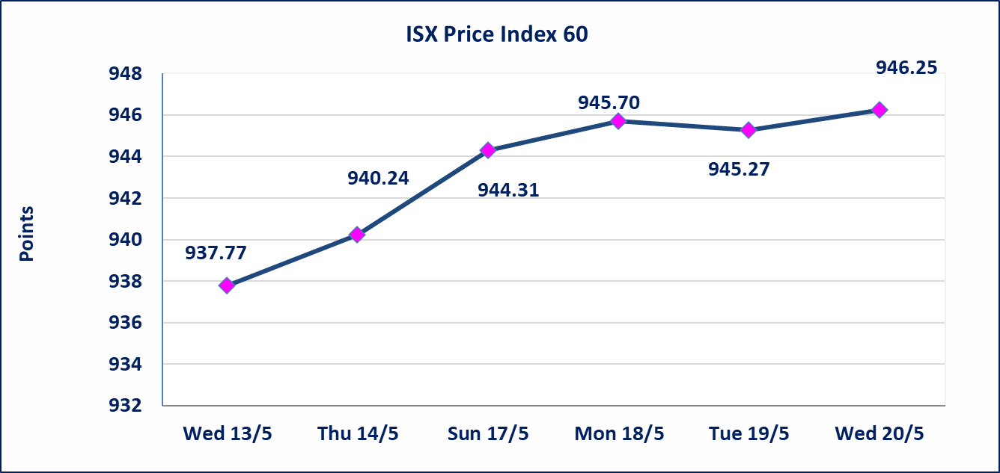 ISX Price Index 60
Points
948
946
944
942
940
938
936
934
932
937.77
940.24
944.31
945.70
945.27
946.25
Wed 13/5
Thu 14/5
Sun 17/5
Mon 18/5
Tue 19/5
Wed 20/5